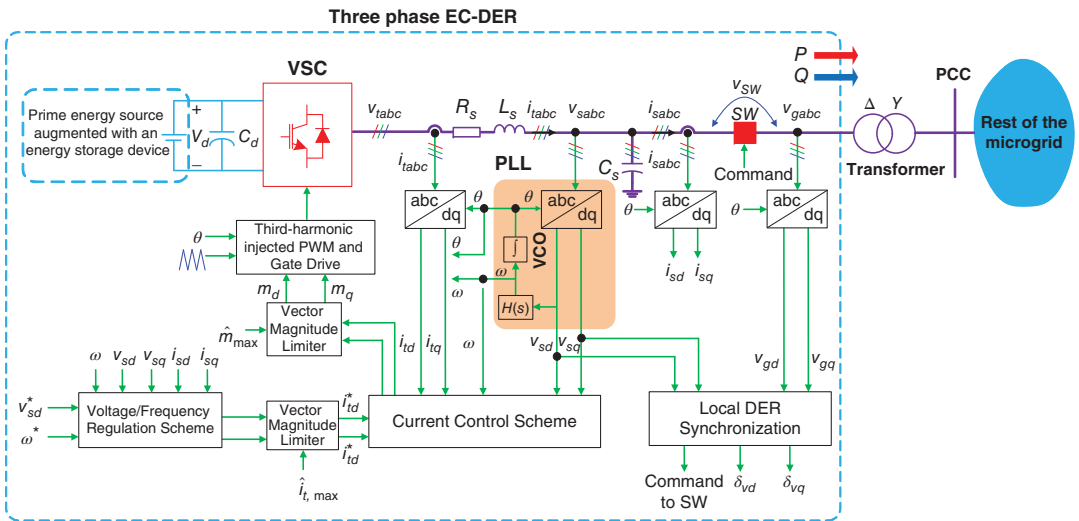 Three phase EC-DER
P
Q
VSC
PCC
Prime energy source
augmented with an
energy storage device
+
V_d
−
C_d
v_tabc
R_s
L_s
i_tabc
v_sabc
i_sabc
v_SW
SW
v_gabc
Δ
Y
Rest of the
microgrid
Transformer
i_tabc
PLL
C_s
i_sabc
Command
abc
dq
θ
θ
abc
dq
θ
abc
dq
θ
abc
dq
θ
Third-harmonic
injected PWM and
Gate Drive
θ
∫
VCO
ω
ω
H(s)
i_sd
i_sq
m_d
m_q
m̂_max
Vector
Magnitude
Limiter
i_td
i_tq
ω
v_sd
v_sq
v_gd
v_gq
ω
v_sd
v_sq
i_sd
i_sq
v*_sd
ω*
Voltage/Frequency
Regulation Scheme
Vector
Magnitude
Limiter
i*_td
i*_td
Current Control Scheme
Local DER
Synchronization
î_t, max
Command
to SW
δ_vd
δ_vq